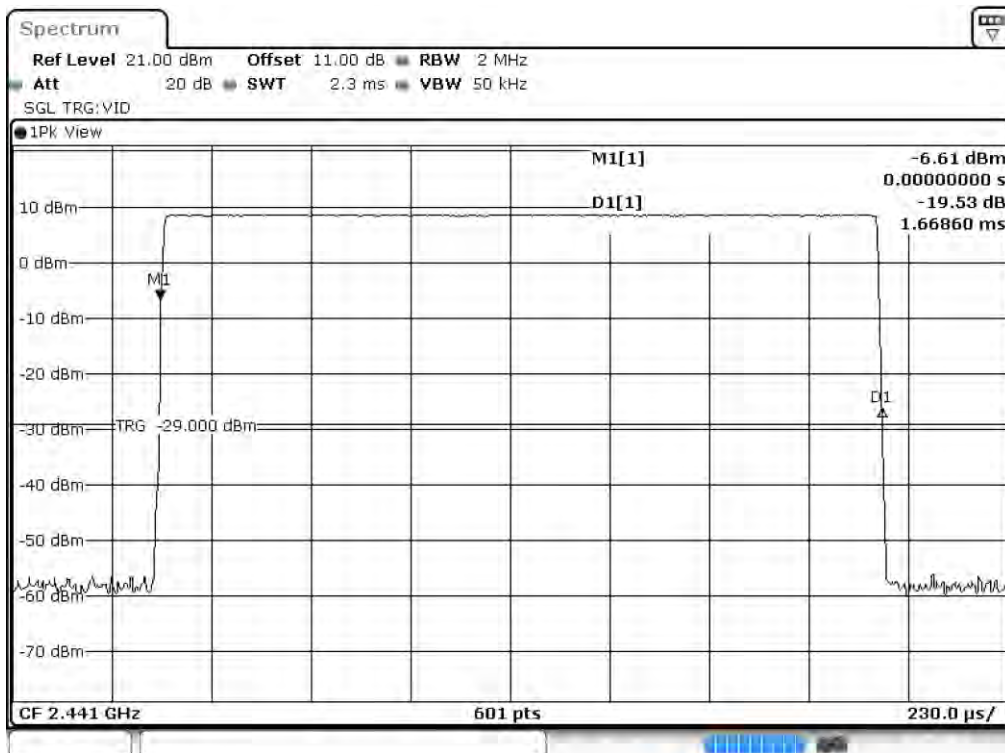 Spectrum
Ref Level 21.00 dBm Offset 11.00 dB RBW 2 MHz
Att 20 dB SWT 2.3 ms VBW 50 kHz
SGL TRG:VID
1Pk View
M1[1] -6.61 dBm
0.00000000 s
D1[1] -19.53 dB
1.66860 ms
10 dBm
0 dBm
M1
-10 dBm
-20 dBm
D1
TRG -29.000 dBm
-30 dBm
-40 dBm
-50 dBm
-60 dBm
-70 dBm
CF 2.441 GHz 601 pts 230.0 µs/